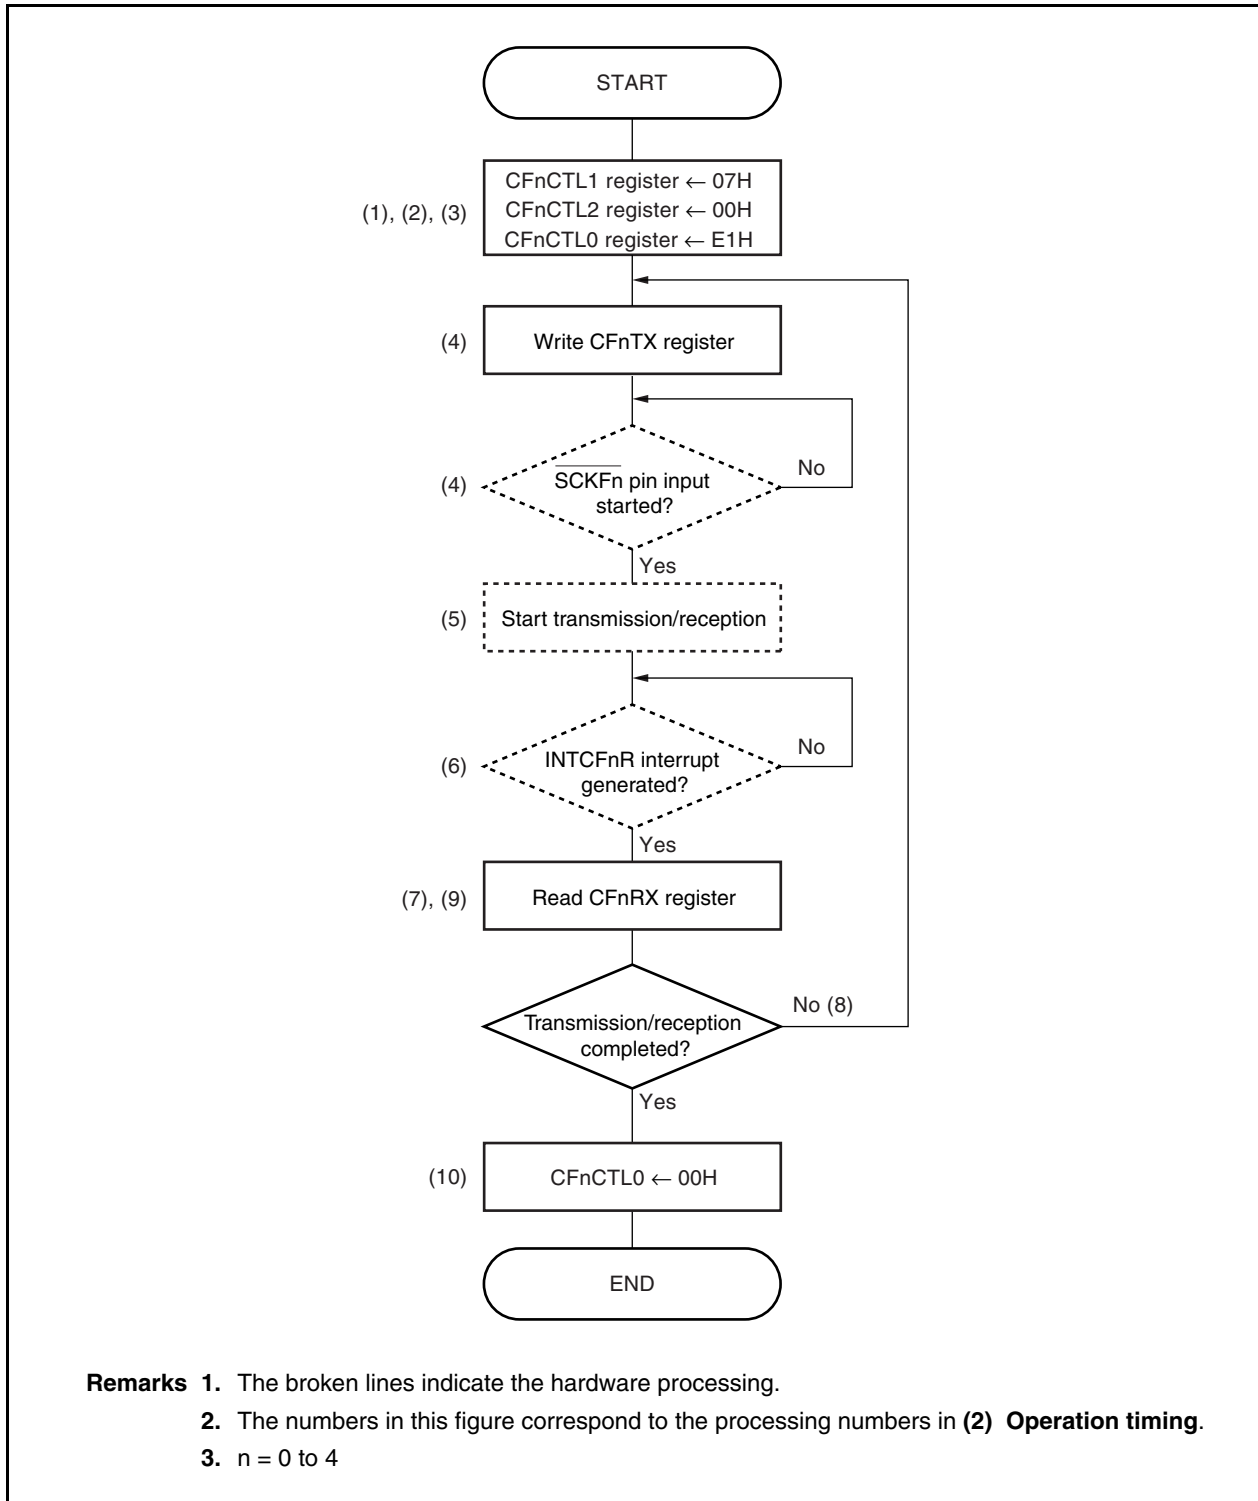 START
(1), (2), (3)
CFnCTL1 register ← 07H
CFnCTL2 register ← 00H
CFnCTL0 register ← E1H
(4)
Write CFnTX register
(4)
S̅C̅K̅F̅n̅ pin input
started?
No
Yes
(5)
Start transmission/reception
(6)
INTCFnR interrupt
generated?
No
Yes
(7), (9)
Read CFnRX register
Transmission/reception
completed?
No (8)
Yes
(10)
CFnCTL0 ← 00H
END
Remarks 1. The broken lines indicate the hardware processing.
2. The numbers in this figure correspond to the processing numbers in (2) Operation timing.
3. n = 0 to 4